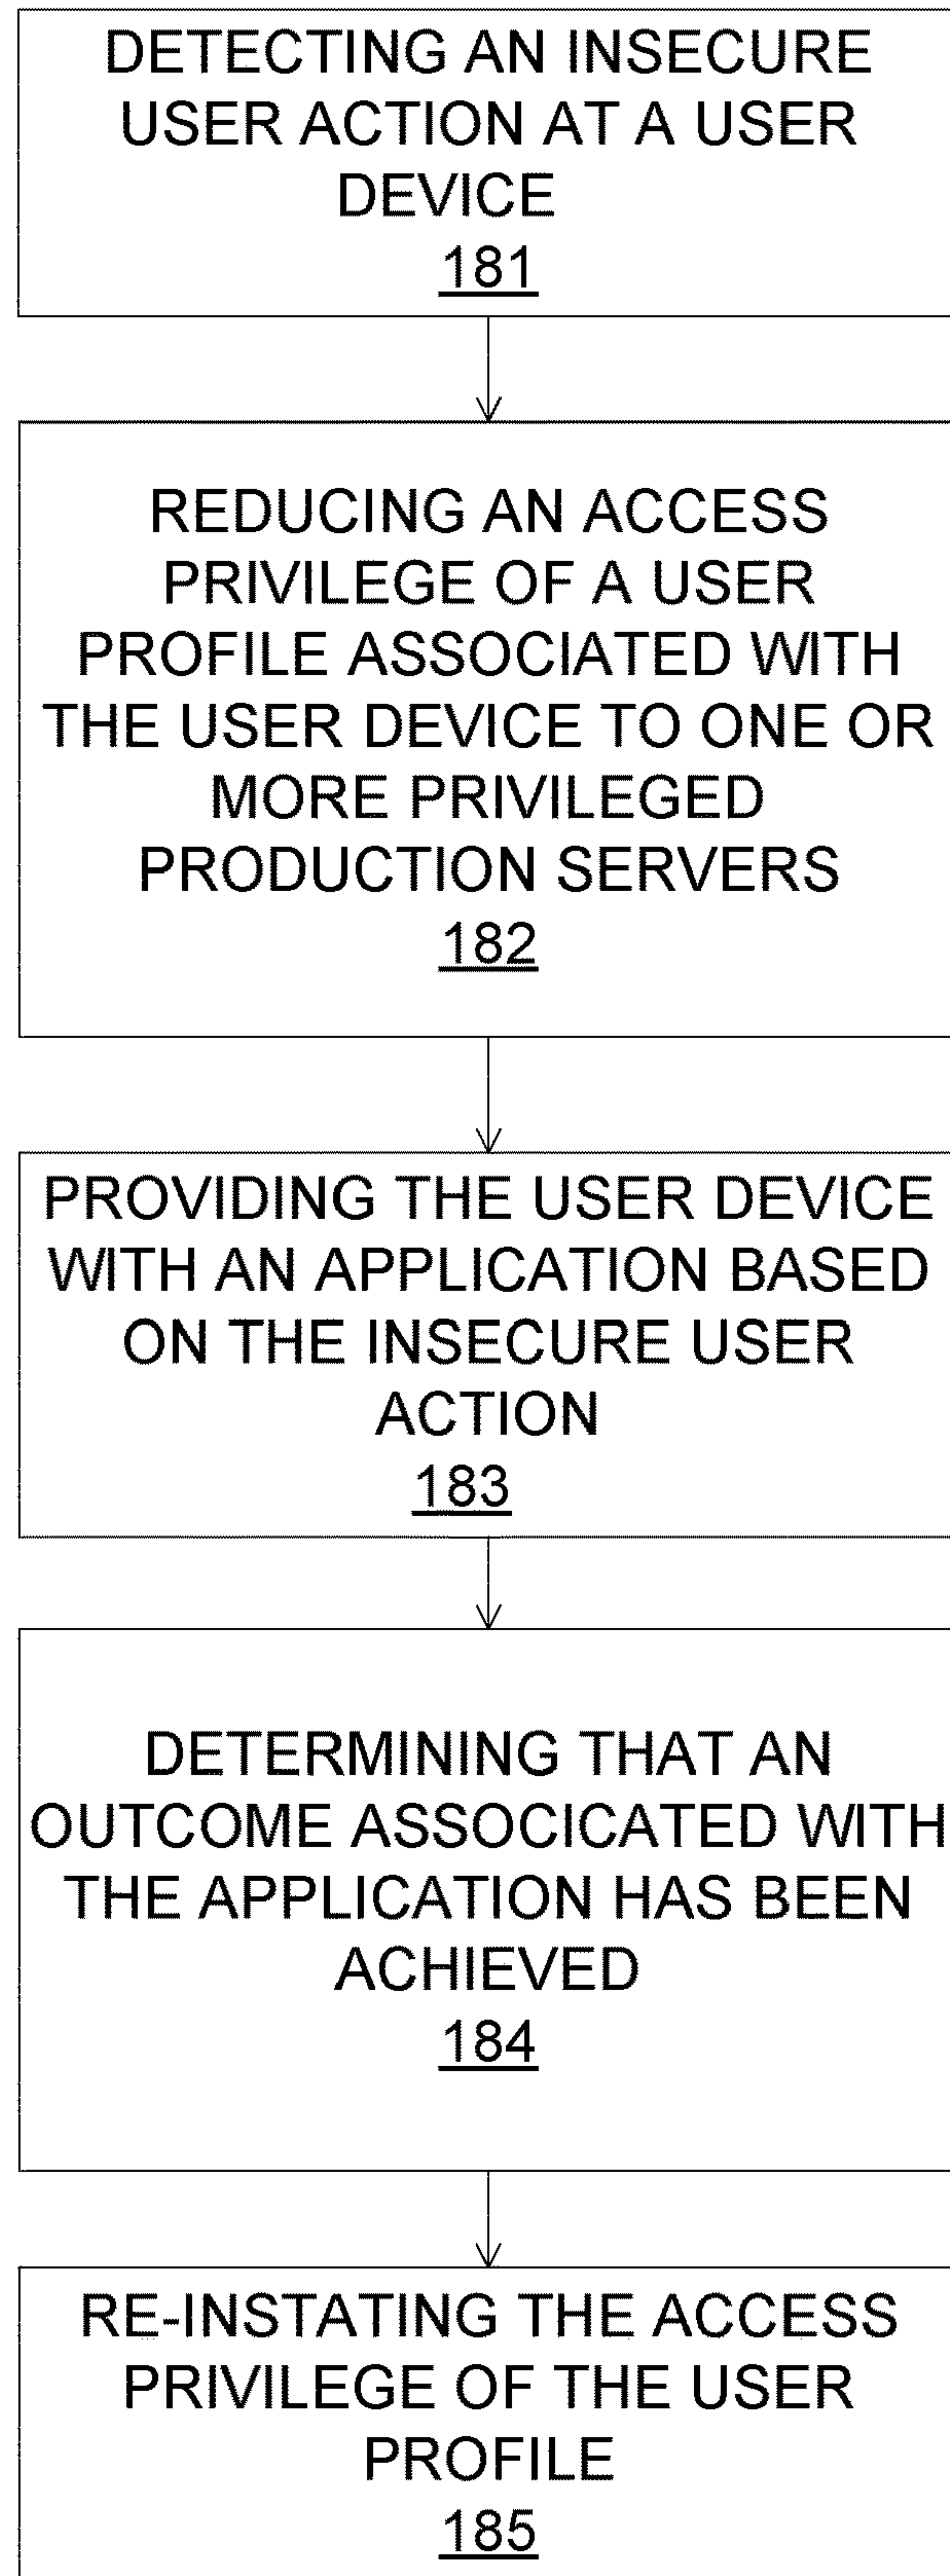 DETECTING AN INSECURE
USER ACTION AT A USER
DEVICE
181
REDUCING AN ACCESS
PRIVILEGE OF A USER
PROFILE ASSOCIATED WITH
THE USER DEVICE TO ONE OR
MORE PRIVILEGED
PRODUCTION SERVERS
182
PROVIDING THE USER DEVICE
WITH AN APPLICATION BASED
ON THE INSECURE USER
ACTION
183
DETERMINING THAT AN
OUTCOME ASSOCICATED WITH
THE APPLICATION HAS BEEN
ACHIEVED
184
RE-INSTATING THE ACCESS
PRIVILEGE OF THE USER
PROFILE
185